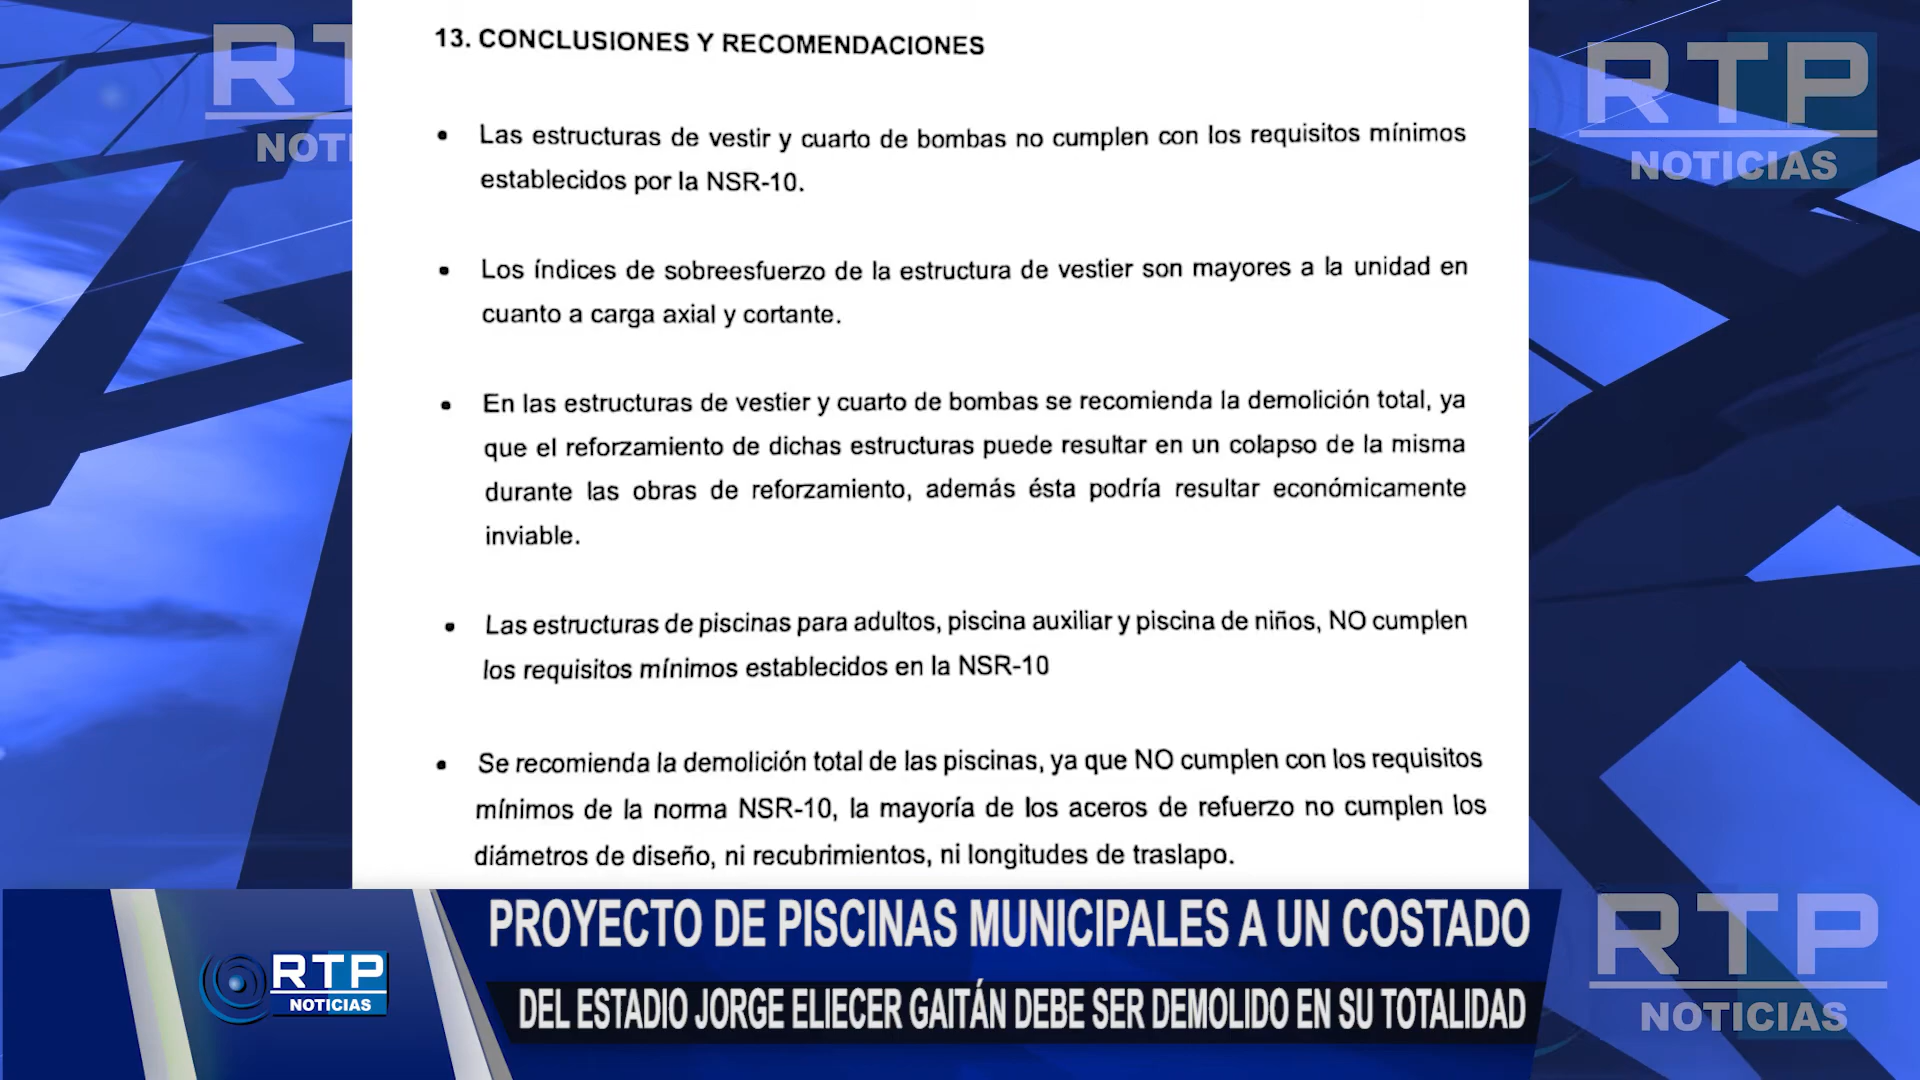 RTP
NOTI
RTP
NOTICIAS
13. CONCLUSIONES Y RECOMENDACIONES
• Las estructuras de vestir y cuarto de bombas no cumplen con los requisitos mínimos
establecidos por la NSR-10.
• Los índices de sobreesfuerzo de la estructura de vestier son mayores a la unidad en
cuanto a carga axial y cortante.
• En las estructuras de vestier y cuarto de bombas se recomienda la demolición total, ya
que el reforzamiento de dichas estructuras puede resultar en un colapso de la misma
durante las obras de reforzamiento, además ésta podría resultar económicamente
inviable.
• Las estructuras de piscinas para adultos, piscina auxiliar y piscina de niños, NO cumplen
los requisitos mínimos establecidos en la NSR-10
• Se recomienda la demolición total de las piscinas, ya que NO cumplen con los requisitos
mínimos de la norma NSR-10, la mayoría de los aceros de refuerzo no cumplen los
diámetros de diseño, ni recubrimientos, ni longitudes de traslapo.
PROYECTO DE PISCINAS MUNICIPALES A UN COSTADO
DEL ESTADIO JORGE ELIECER GAITÁN DEBE SER DEMOLIDO EN SU TOTALIDAD
RTP
NOTICIAS
RTP
NOTICIAS